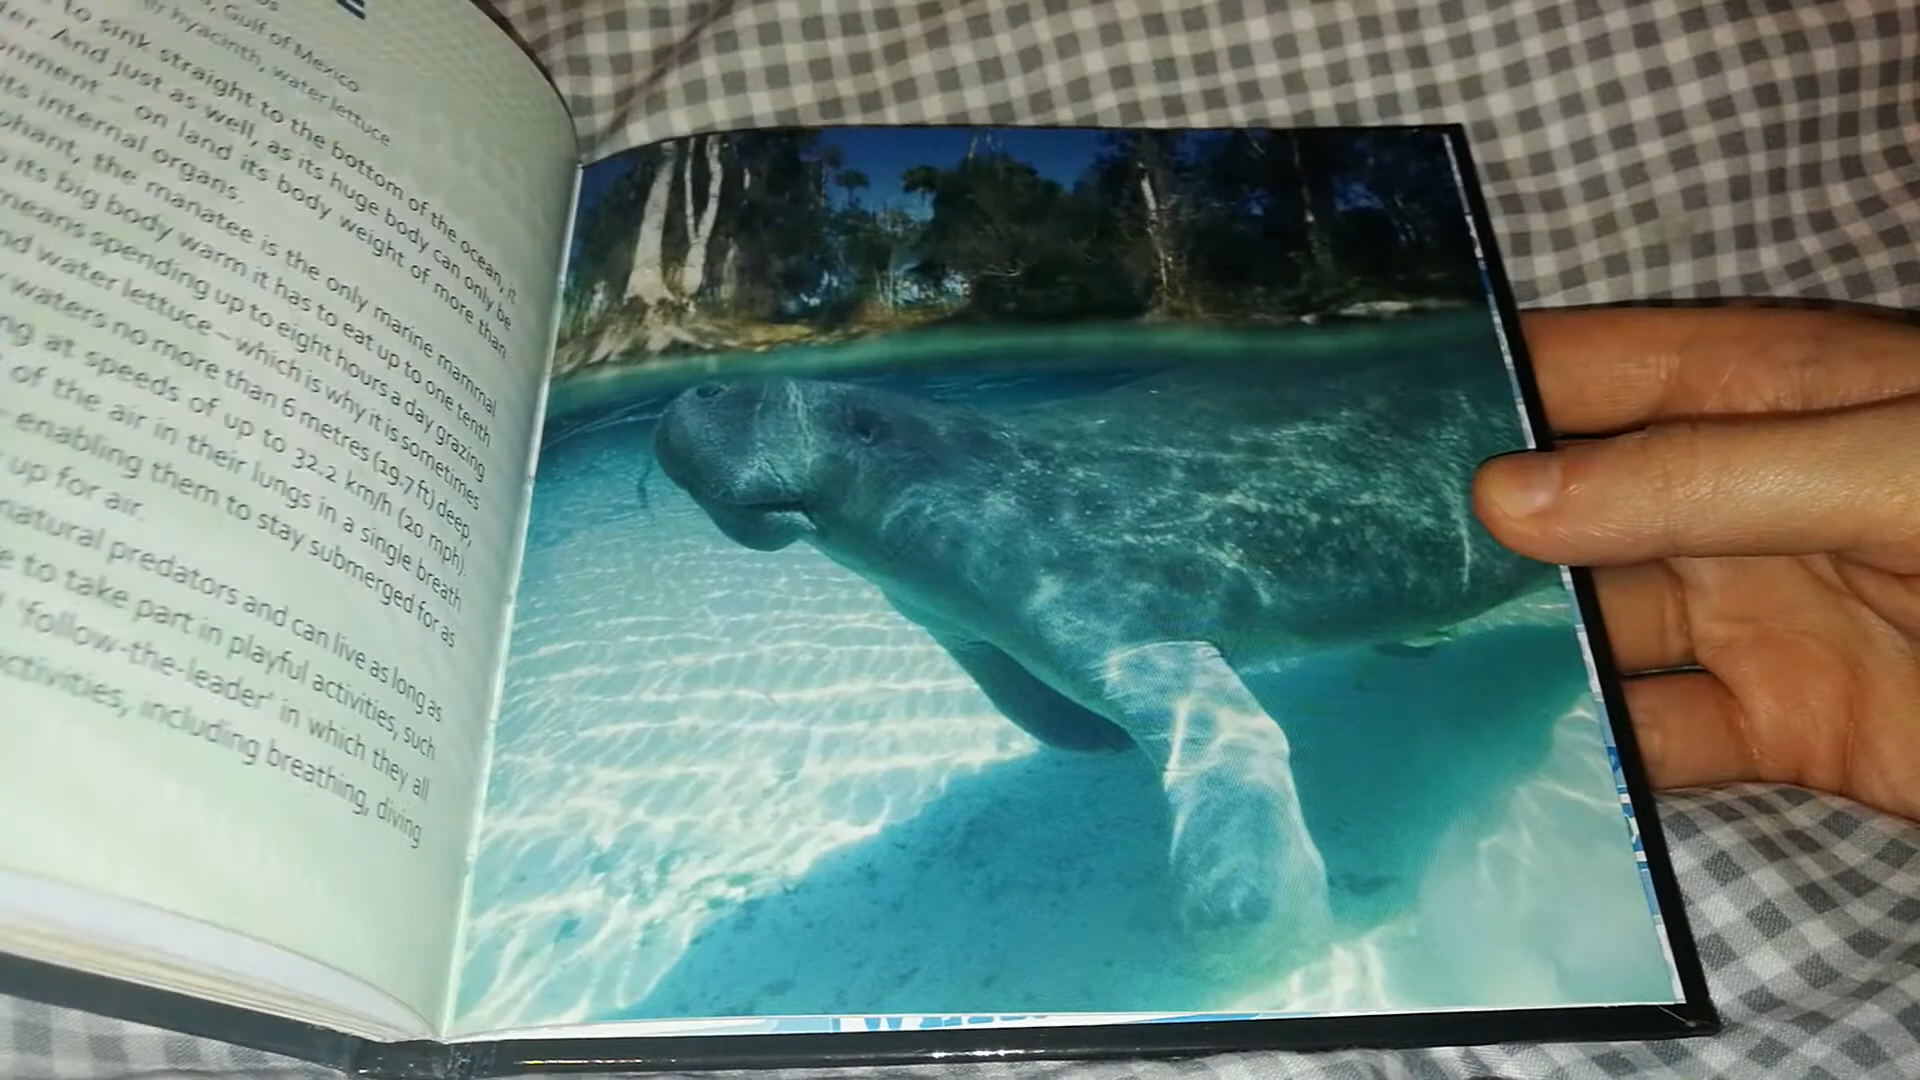 Gulf of Mexico
hyacinth, water lettuce
to sink straight to the bottom of the ocean, it
And just as well, as its huge body can only be
– on land its body weight of more than
its internal organs.
the manatee is the only marine mammal
its big body warm it has to eat up to one tenth
means spending up to eight hours a day grazing
water lettuce – which is why it is sometimes
waters no more than 6 metres (19.7 ft) deep,
at speeds of up to 32.2 km/h (20 mph).
of the air in their lungs in a single breath
– enabling them to stay submerged for as
up for air.
natural predators and can live as long as
to take part in playful activities, such
'follow-the-leader' in which they all
activities, including breathing, diving